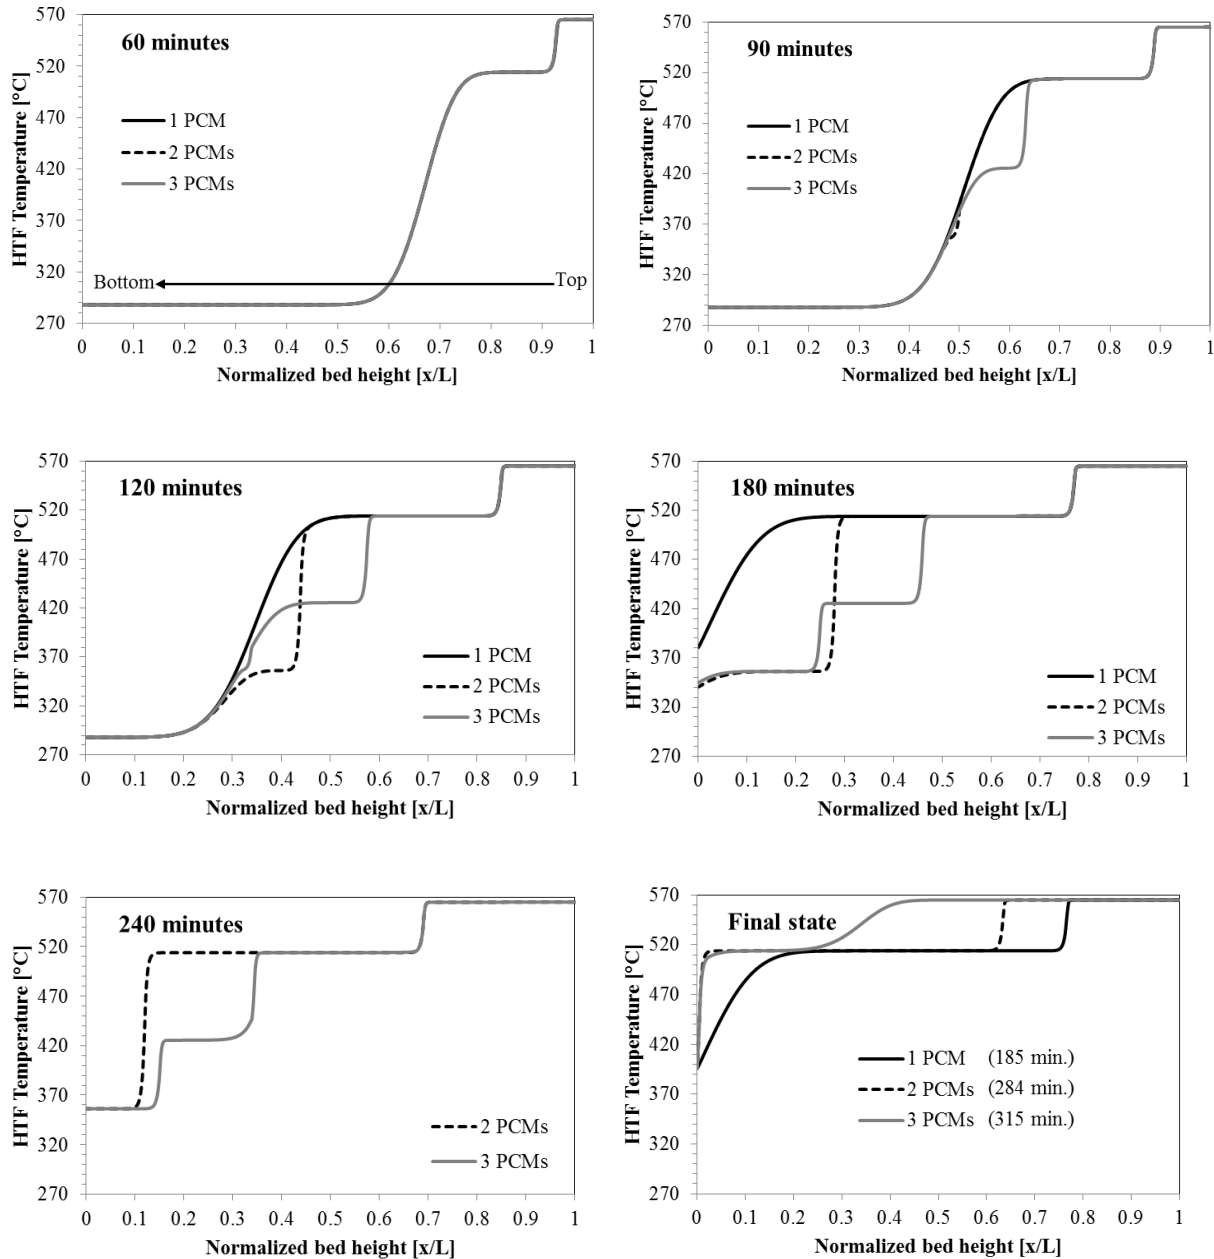 60 minutes
HTF Temperature [°C]
570
520
470
420
370
320
270
1 PCM
2 PCMs
3 PCMs
Bottom
Top
0 0.1 0.2 0.3 0.4 0.5 0.6 0.7 0.8 0.9 1
Normalized bed height [x/L]
90 minutes
HTF Temperature [°C]
570
520
470
420
370
320
270
1 PCM
2 PCMs
3 PCMs
0 0.1 0.2 0.3 0.4 0.5 0.6 0.7 0.8 0.9 1
Normalized bed height [x/L]
120 minutes
HTF Temperature [°C]
570
520
470
420
370
320
270
1 PCM
2 PCMs
3 PCMs
0 0.1 0.2 0.3 0.4 0.5 0.6 0.7 0.8 0.9 1
Normalized bed height [x/L]
180 minutes
HTF Temperature [°C]
570
520
470
420
370
320
270
1 PCM
2 PCMs
3 PCMs
0 0.1 0.2 0.3 0.4 0.5 0.6 0.7 0.8 0.9 1
Normalized bed height [x/L]
240 minutes
HTF Temperature [°C]
570
520
470
420
370
320
270
2 PCMs
3 PCMs
0 0.1 0.2 0.3 0.4 0.5 0.6 0.7 0.8 0.9 1
Normalized bed height [x/L]
Final state
HTF Temperature [°C]
570
520
470
420
370
320
270
1 PCM (185 min.)
2 PCMs (284 min.)
3 PCMs (315 min.)
0 0.1 0.2 0.3 0.4 0.5 0.6 0.7 0.8 0.9 1
Normalized bed height [x/L]